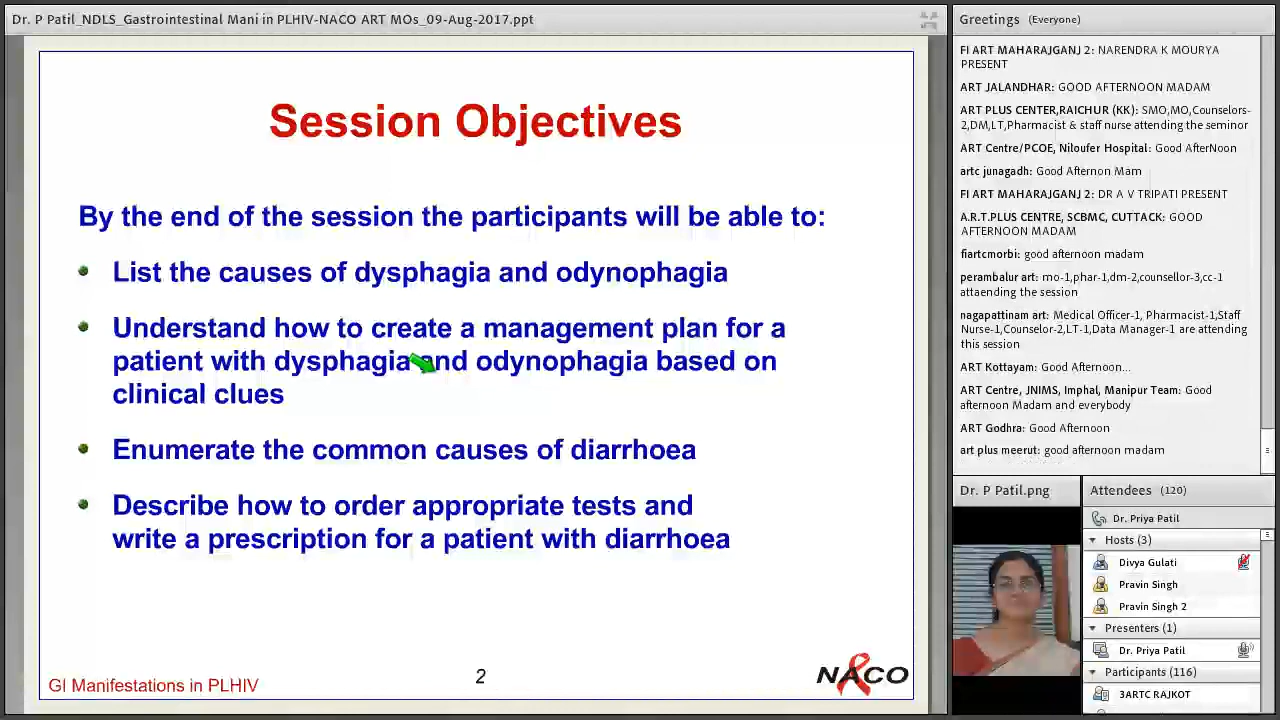 Dr. P Patil_NDLS_Gastrointestinal Mani in PLHIV-NACO ART MOs_09-Aug-2017.ppt
Session Objectives
By the end of the session the participants will be able to:
List the causes of dysphagia and odynophagia
Understand how to create a management plan for a
patient with dysphagia and odynophagia based on
clinical clues
Enumerate the common causes of diarrhoea
Describe how to order appropriate tests and
write a prescription for a patient with diarrhoea
GI Manifestations in PLHIV
2
NACO
Greetings (Everyone)
FI ART MAHARAJGANJ 2: NARENDRA K MOURYA
PRESENT
ART JALANDHAR: GOOD AFTERNOON MADAM
ART PLUS CENTER,RAICHUR (KK): SMO,MO,Counselors-
2,DM,LT,Pharmacist & staff nurse attending the seminor
ART Centre/PCOE, Niloufer Hospital: Good AfterNoon
artc junagadh: Good Afternon Mam
FI ART MAHARAJGANJ 2: DR A V TRIPATI PRESENT
A.R.T.PLUS CENTRE, SCBMC, CUTTACK: GOOD
AFTERNOON MADAM
fiartcmorbi: good afternoon madam
perambalur art: mo-1,phar-1,dm-2,counsellor-3,cc-1
attaending the session
nagapattinam art: Medical Officer-1, Pharmacist-1,Staff
Nurse-1,Counselor-2,LT-1,Data Manager-1 are attending
this session
ART Kottayam: Good Afternoon...
ART Centre, JNIMS, Imphal, Manipur Team: Good
afternoon Madam and everybody
ART Godhra: Good Afternoon
art plus meerut: good afternoon madam
Dr. P Patil.png
Attendees (120)
Dr. Priya Patil
Hosts (3)
Divya Gulati
Pravin Singh
Pravin Singh 2
Presenters (1)
Dr. Priya Patil
Participants (116)
3ARTC RAJKOT